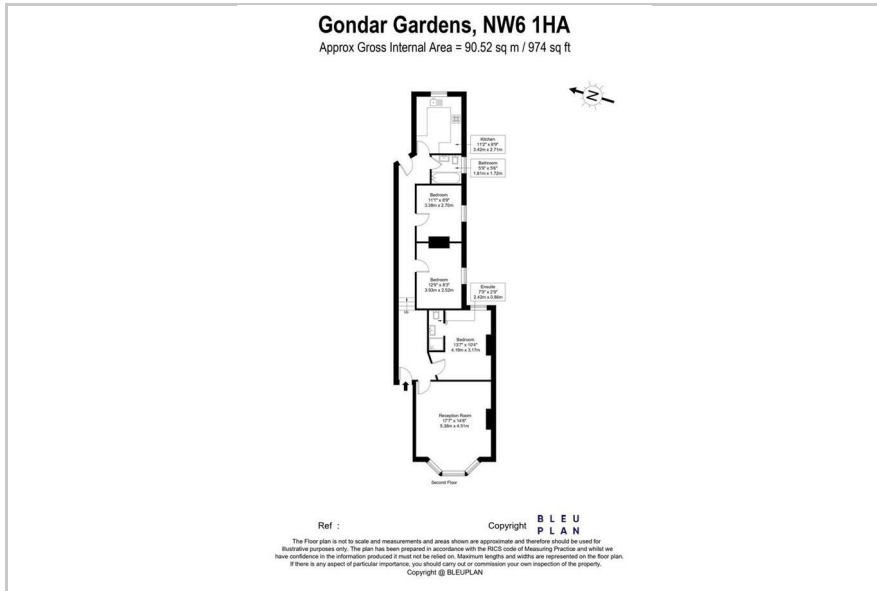 Gondar Gardens, NW6 1HA
Approx Gross Internal Area = 90.52 sq m / 974 sq ft
N
Kitchen
11'2" x 8'9"
3.42m x 2.71m
Bathroom
5'9" x 5'6"
1.81m x 1.72m
Bedroom
11'1" x 8'9"
3.38m x 2.70m
Bedroom
12'9" x 8'3"
3.93m x 2.52m
Ensuite
2.42m x 0.86m
Bedroom
13'7" x 10'4"
4.19m x 3.17m
Reception Room
17'7" x 14'8"
5.38m x 4.51m
Second Floor
Ref :
Copyright
BLEU
PLAN
The Floor plan is not to scale and measurements and areas shown are approximate and therefore should be used for
illustrative purposes only. The plan has been prepared in accordance with the RICS code of Measuring Practice and whilst we
have confidence in the information produced it must not be relied on. Maximum lengths and widths are represented on the floor plan.
If there is any aspect of particular importance, you should carry out or commission your own inspection of the property.
Copyright @ BLEUPLAN